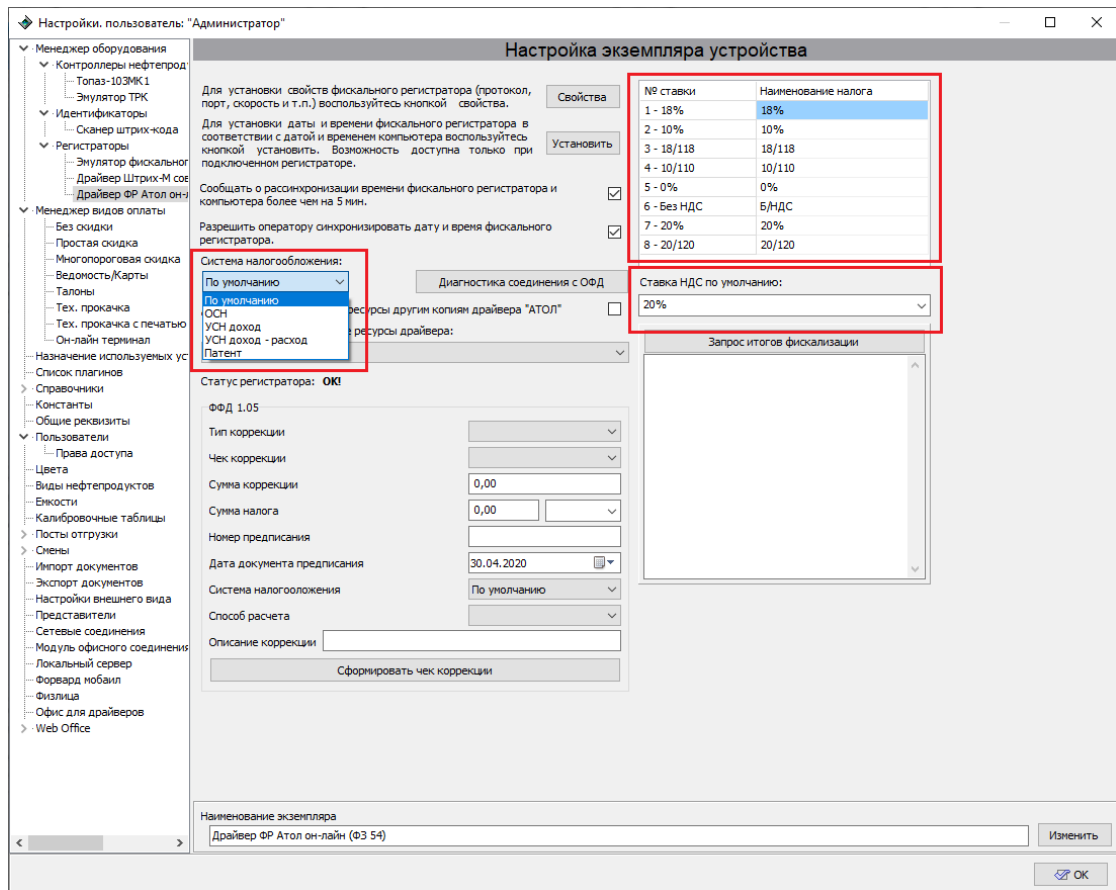 Настройки. пользователь: "Администратор"
Менеджер оборудования
Контроллеры нефтепрод
Топаз-103МК1
Эмулятор ТРК
Идентификаторы
Сканер штрих-кода
Регистраторы
Эмулятор фискальног
Драйвер Штрих-М сов
Драйвер ФР Атол он-л
Менеджер видов оплаты
Без скидки
Простая скидка
Многопороговая скидка
Ведомость/Карты
Талоны
Тех. прокачка
Тех. прокачка с печатью
Он-лайн терминал
Назначение используемых ус
Список плагинов
Справочники
Константы
Общие реквизиты
Пользователи
Права доступа
Цвета
Виды нефтепродуктов
Емкости
Калибровочные таблицы
Посты отгрузки
Смены
Импорт документов
Экспорт документов
Настройки внешнего вида
Представители
Сетевые соединения
Модуль офисного соединения
Локальный сервер
Форвард мобаил
Физлица
Офис для драйверов
Web Office
Настройка экземпляра устройства
Для установки свойств фискального регистратора (протокол,
порт, скорость и т.п.) воспользуйтесь кнопкой свойства.
Свойства
Для установки даты и времени фискального регистратора в
соответствии с датой и временем компьютера воспользуйтесь
кнопкой установить. Возможность доступна только при
подключенном регистраторе.
Установить
Сообщать о рассинхронизации времени фискального регистратора и
компьютера более чем на 5 мин.
Разрешить оператору синхронизировать дату и время фискального
регистратора.
Система налогообложения:
По умолчанию
Диагностика соединения с ОФД
По умолчанию
ОСН
УСН доход
УСН доход - расход
Патент
ресурсы другим копиям драйвера "АТОЛ"
е ресурсы драйвера:
Статус регистратора: OK!
ФФД 1.05
Тип коррекции
Чек коррекции
Сумма коррекции 0,00
Сумма налога 0,00
Номер предписания
Дата документа предписания 30.04.2020
Система налогооложения По умолчанию
Способ расчета
Описание коррекции
Сформировать чек коррекции
№ ставки Наименование налога
1 - 18% 18%
2 - 10% 10%
3 - 18/118 18/118
4 - 10/110 10/110
5 - 0% 0%
6 - Без НДС Б/НДС
7 - 20% 20%
8 - 20/120 20/120
Ставка НДС по умолчанию:
20%
Запрос итогов фискализации
Наименование экземпляра
Драйвер ФР Атол он-лайн (ФЗ 54)
Изменить
ОК